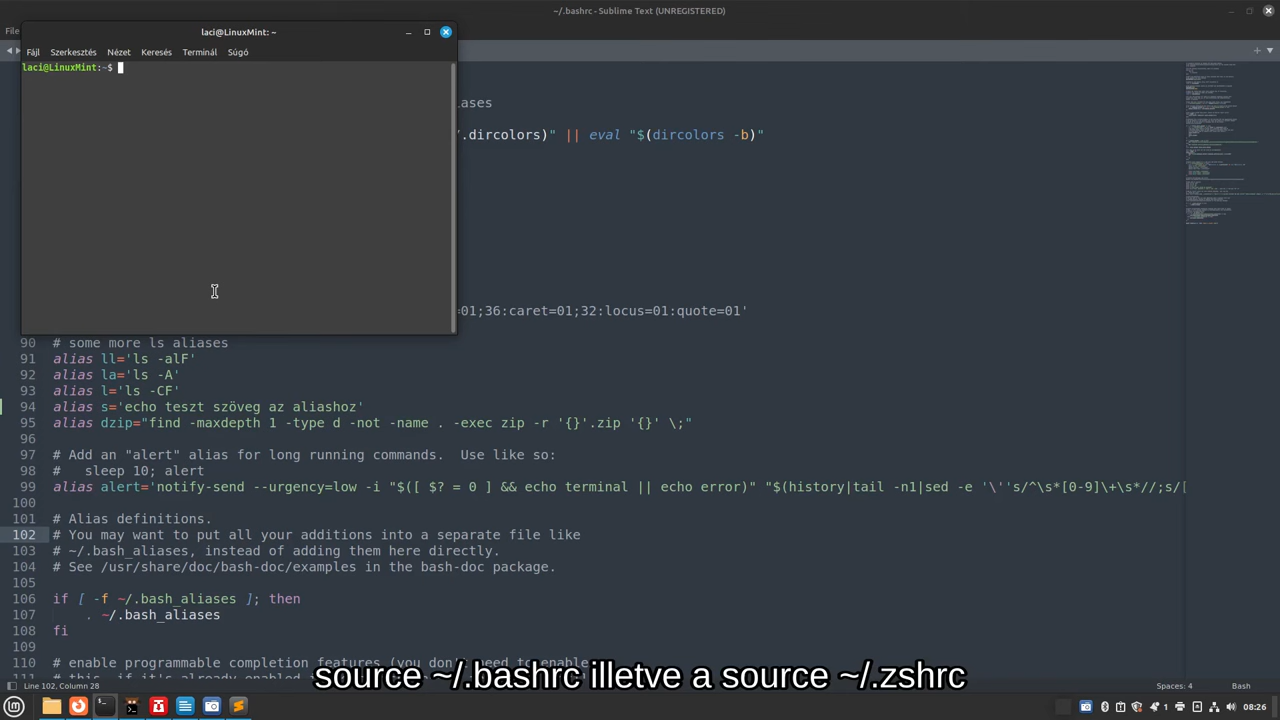 ~/.bashrc - Sublime Text (UNREGISTERED)
File
laci@LinuxMint: ~
Fájl Szerkesztés Nézet Keresés Terminál Súgó
laci@LinuxMint:~$
.dircolors)" || eval "$(dircolors -b)"
=01;36:caret=01;32:locus=01:quote=01'
90 # some more ls aliases
91 alias ll='ls -alF'
92 alias la='ls -A'
93 alias l='ls -CF'
94 alias s='echo teszt szöveg az aliashoz'
95 alias dzip="find -maxdepth 1 -type d -not -name . -exec zip -r '{}'.zip '{}' \;"
96
97 # Add an "alert" alias for long running commands.  Use like so:
98 #   sleep 10; alert
99 alias alert='notify-send --urgency=low -i "$([ $? = 0 ] && echo terminal || echo error)" "$(history|tail -n1|sed -e '\''s/^\s*[0-9]\+\s*//;s/[
100
101 # Alias definitions.
102 # You may want to put all your additions into a separate file like
103 # ~/.bash_aliases, instead of adding them here directly.
104 # See /usr/share/doc/bash-doc/examples in the bash-doc package.
105
106 if [ -f ~/.bash_aliases ]; then
107     . ~/.bash_aliases
108 fi
109
110 # enable programmable completion features (you don't need to enable
source ~/.bashrc illetve a source ~/.zshrc
Line 102, Column 28
Spaces: 4
Bash
1
08:26